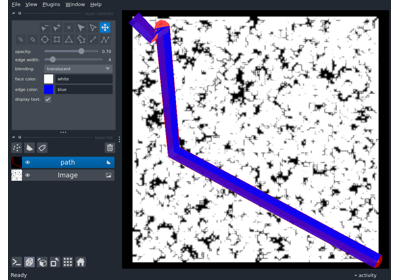 File View Plugins Window Help
opacity: 0.70
edge width: 4
blending: translucent
face color: white
edge color: blue
display text: ✓
path
Image
Ready
activity